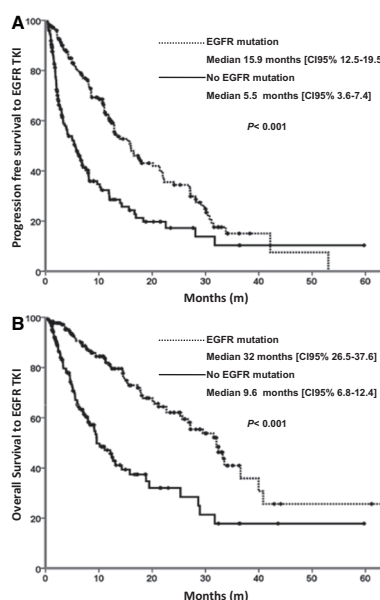 A
Progression free survival to EGFR TKI
100
80
60
40
20
0
EGFR mutation
Median 15.9 months [CI95% 12.5-19.5
No EGFR mutation
Median 5.5 months [CI95% 3.6-7.4]
P< 0.001
0 10 20 30 40 50 60
Months (m)
B
Overall Survival to EGFR TKI
100
80
60
40
20
0
EGFR mutation
Median 32 months [CI95% 26.5-37.6]
No EGFR mutation
Median 9.6 months [CI95% 6.8-12.4]
P< 0.001
0 10 20 30 40 50 60
Months (m)